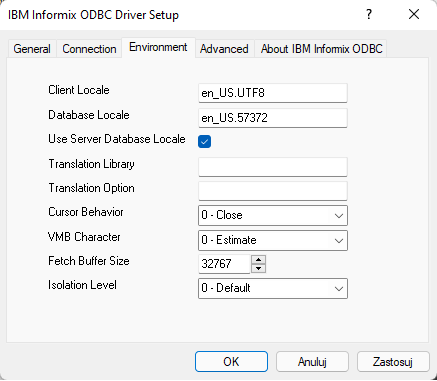 IBM Informix ODBC Driver Setup
General Connection Environment Advanced About IBM Informix ODBC
Client Locale en_US.UTF8
Database Locale en_US.57372
Use Server Database Locale
Translation Library
Translation Option
Cursor Behavior 0 - Close
VMB Character 0 - Estimate
Fetch Buffer Size 32767
Isolation Level 0 - Default
OK Anuluj Zastosuj